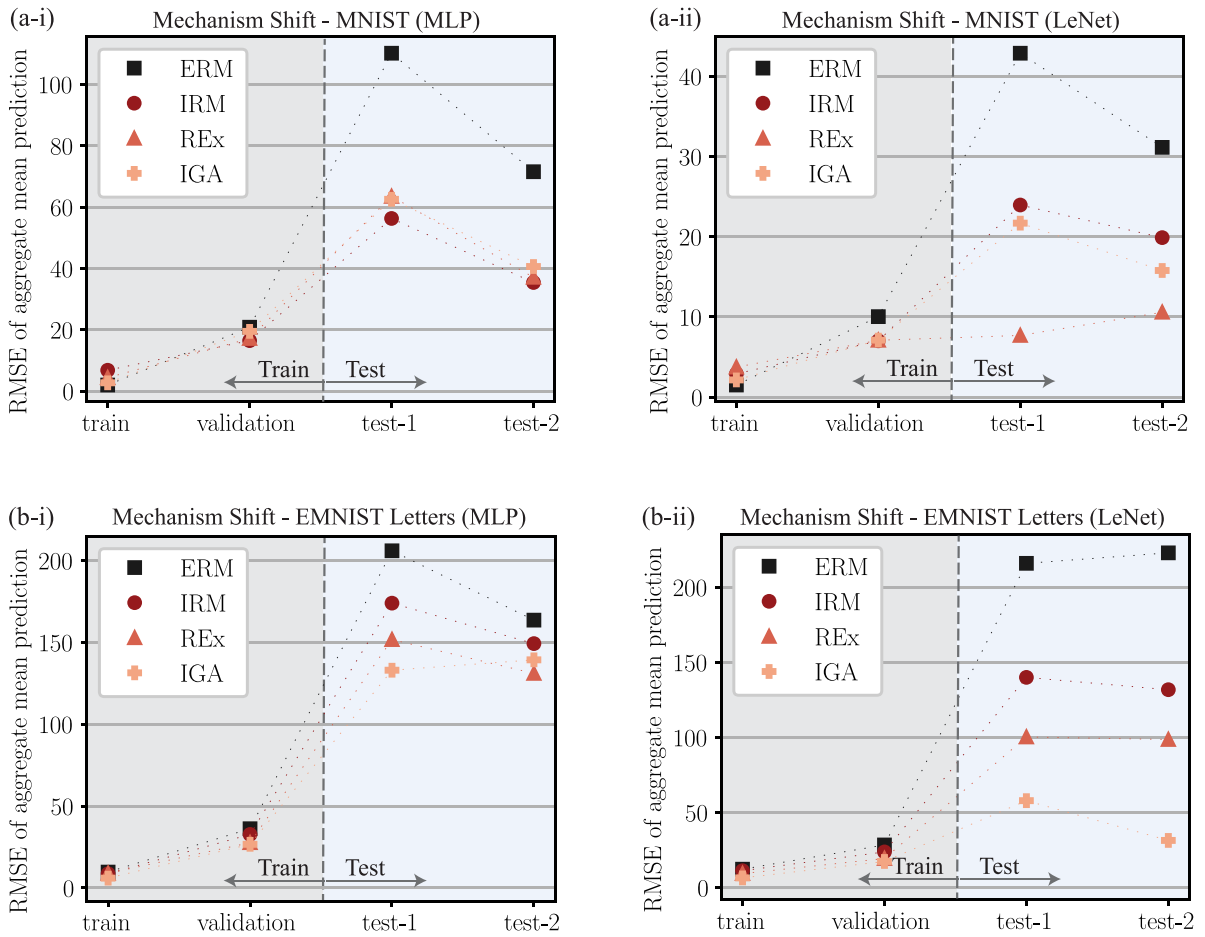 (a-i)
Mechanism Shift - MNIST (MLP)
RMSE of aggregate mean prediction
100
80
60
40
20
0
ERM
IRM
REx
IGA
Train
Test
train
validation
test-1
test-2
(a-ii)
Mechanism Shift - MNIST (LeNet)
RMSE of aggregate mean prediction
40
30
20
10
0
ERM
IRM
REx
IGA
Train
Test
train
validation
test-1
test-2
(b-i)
Mechanism Shift - EMNIST Letters (MLP)
RMSE of aggregate mean prediction
200
150
100
50
0
ERM
IRM
REx
IGA
Train
Test
train
validation
test-1
test-2
(b-ii)
Mechanism Shift - EMNIST Letters (LeNet)
RMSE of aggregate mean prediction
200
150
100
50
0
ERM
IRM
REx
IGA
Train
Test
train
validation
test-1
test-2